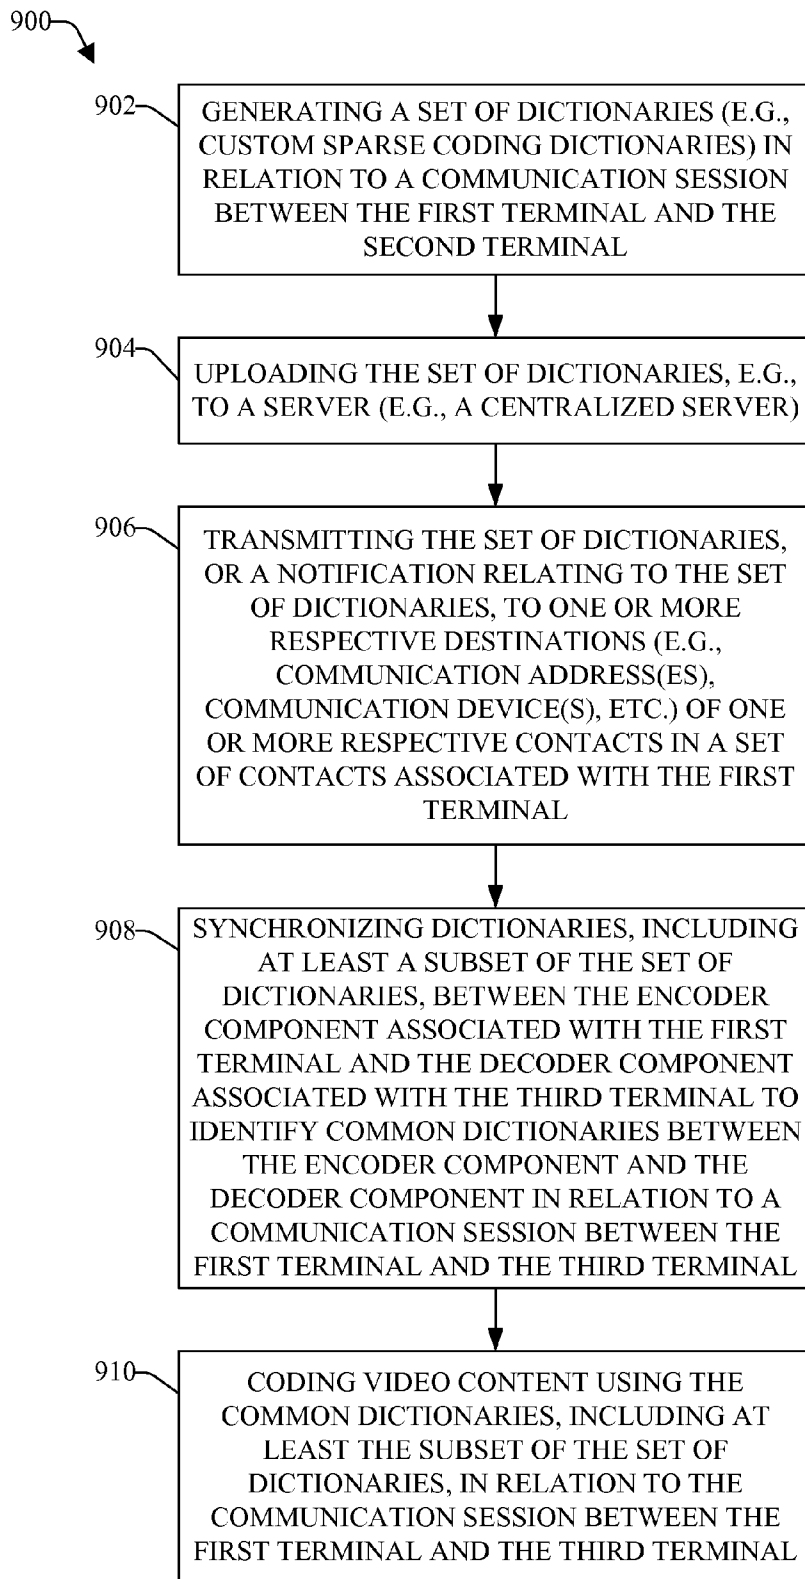 900
902
GENERATING A SET OF DICTIONARIES (E.G.,
CUSTOM SPARSE CODING DICTIONARIES) IN
RELATION TO A COMMUNICATION SESSION
BETWEEN THE FIRST TERMINAL AND THE
SECOND TERMINAL
904
UPLOADING THE SET OF DICTIONARIES, E.G.,
TO A SERVER (E.G., A CENTRALIZED SERVER)
906
TRANSMITTING THE SET OF DICTIONARIES,
OR A NOTIFICATION RELATING TO THE SET
OF DICTIONARIES, TO ONE OR MORE
RESPECTIVE DESTINATIONS (E.G.,
COMMUNICATION ADDRESS(ES),
COMMUNICATION DEVICE(S), ETC.) OF ONE
OR MORE RESPECTIVE CONTACTS IN A SET
OF CONTACTS ASSOCIATED WITH THE FIRST
TERMINAL
908
SYNCHRONIZING DICTIONARIES, INCLUDING
AT LEAST A SUBSET OF THE SET OF
DICTIONARIES, BETWEEN THE ENCODER
COMPONENT ASSOCIATED WITH THE FIRST
TERMINAL AND THE DECODER COMPONENT
ASSOCIATED WITH THE THIRD TERMINAL TO
IDENTIFY COMMON DICTIONARIES BETWEEN
THE ENCODER COMPONENT AND THE
DECODER COMPONENT IN RELATION TO A
COMMUNICATION SESSION BETWEEN THE
FIRST TERMINAL AND THE THIRD TERMINAL
910
CODING VIDEO CONTENT USING THE
COMMON DICTIONARIES, INCLUDING AT
LEAST THE SUBSET OF THE SET OF
DICTIONARIES, IN RELATION TO THE
COMMUNICATION SESSION BETWEEN THE
FIRST TERMINAL AND THE THIRD TERMINAL